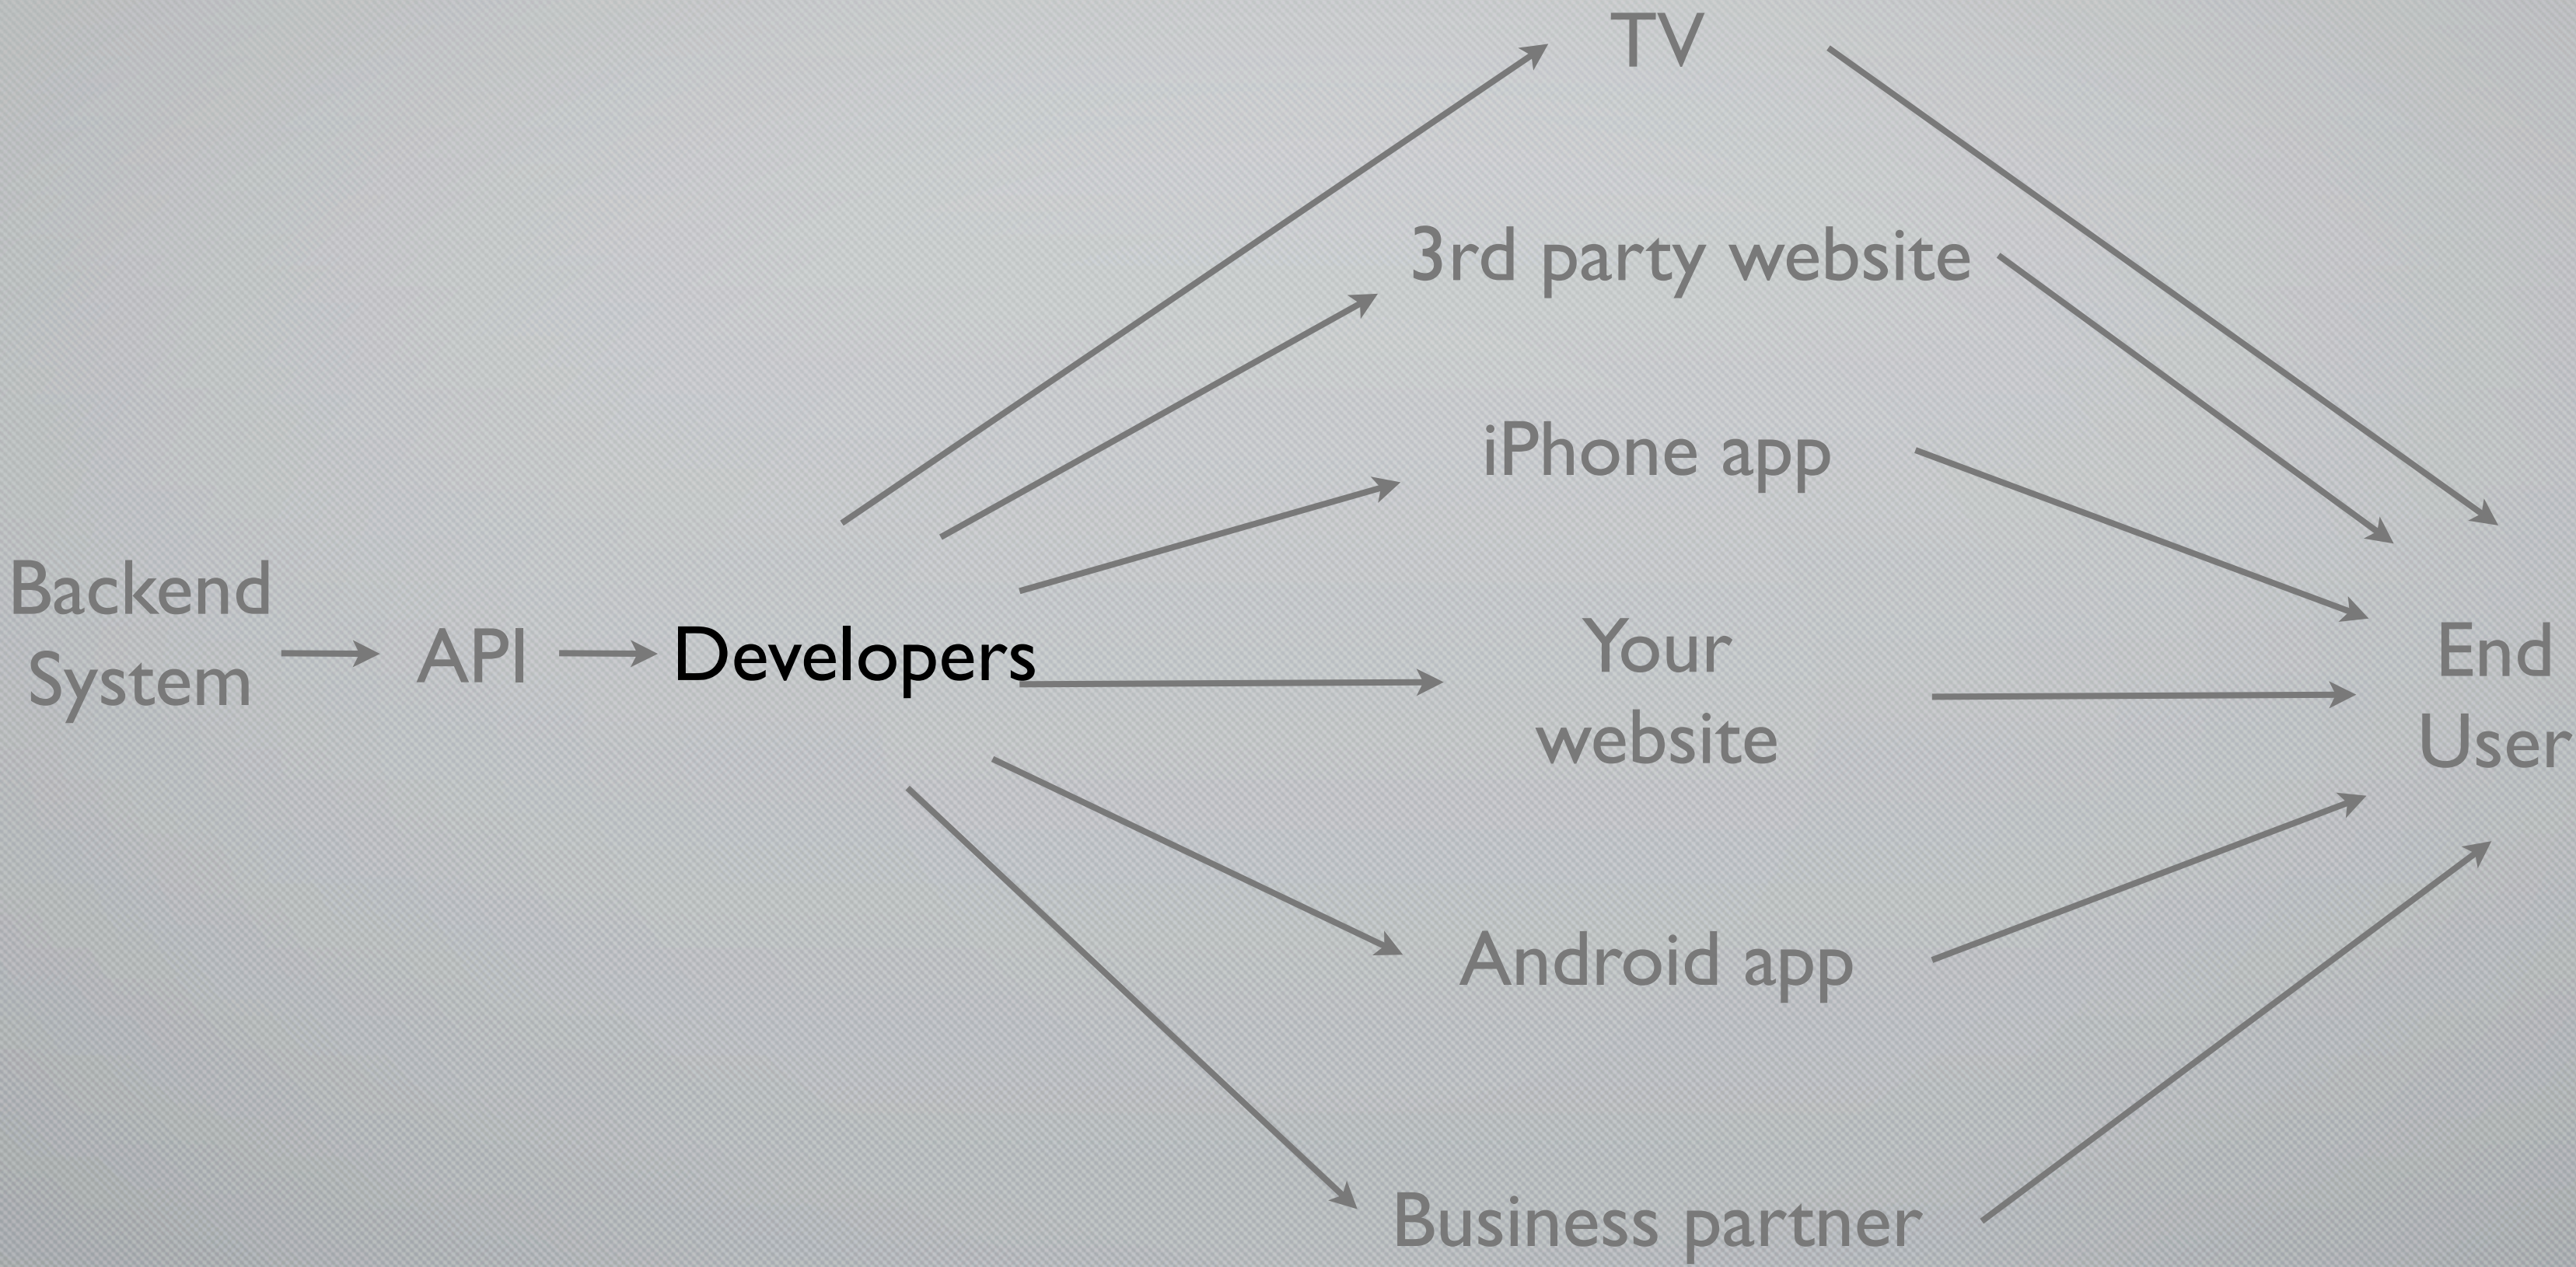 TV
3rd party website
iPhone app
Backend
System
API
Developers
Your
website
End
User
Android app
Business partner